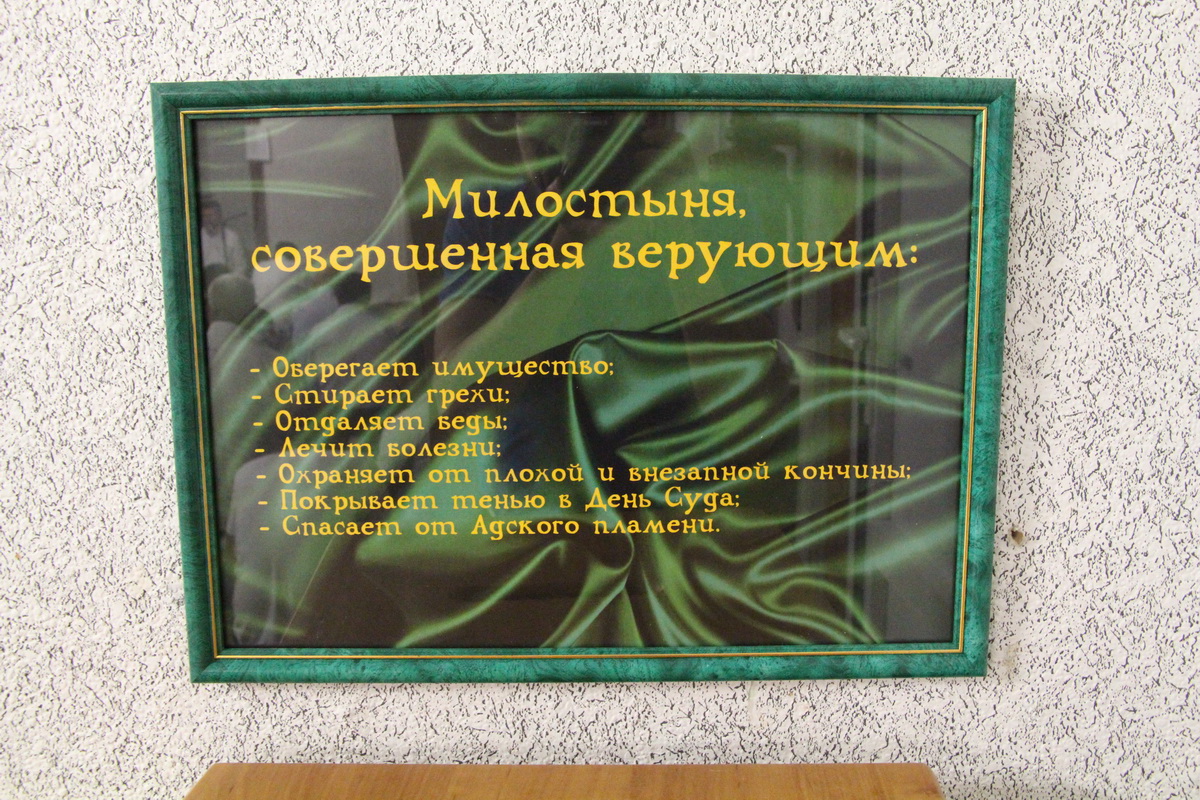 Милостыня,
совершенная верующим:
- Оберегает имущество;
- Стирает грехи;
- Отдаляет беды;
- Лечит болезни;
- Охраняет от плохой и внезапной кончины;
- Покрывает тенью в День Суда;
- Спасает от Адского пламени.